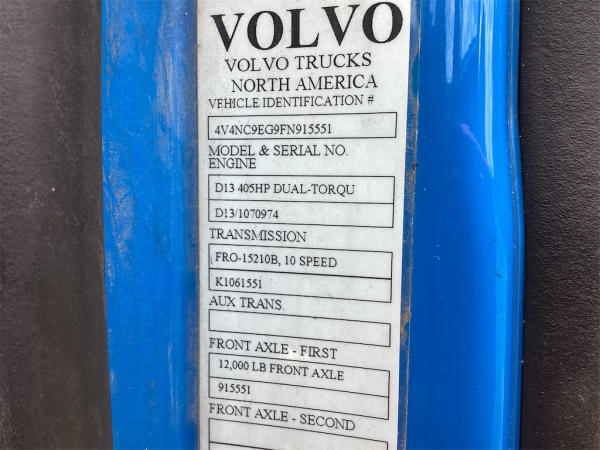 VOLVO
VOLVO TRUCKS
NORTH AMERICA
VEHICLE IDENTIFICATION #
4V4NC9EG9FN915551
MODEL & SERIAL NO.
ENGINE
D13 405HP DUAL-TORQU
D13/1070974
TRANSMISSION
FRO-15210B, 10 SPEED
K1061551
AUX TRANS.
FRONT AXLE - FIRST
12,000 LB FRONT AXLE
915551
FRONT AXLE - SECOND